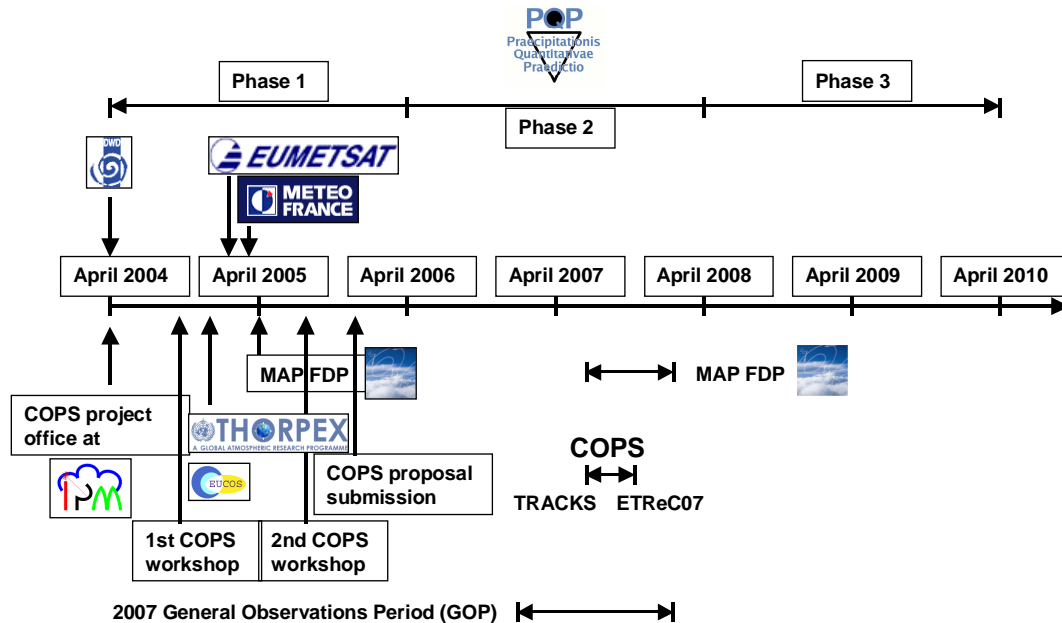 PQP
Praecipitationis
Quantitativae
Praedictio
Phase 1
Phase 3
Phase 2
DWD
EUMETSAT
METEO
FRANCE
April 2004
April 2005
April 2006
April 2007
April 2008
April 2009
April 2010
MAP FDP
MAP FDP
COPS project
office at
THORPEX
A GLOBAL ATMOSPHERIC RESEARCH PROGRAMME
IPM
EUCOS
COPS proposal
submission
COPS
TRACKS
ETReC07
1st COPS
workshop
2nd COPS
workshop
2007 General Observations Period (GOP)